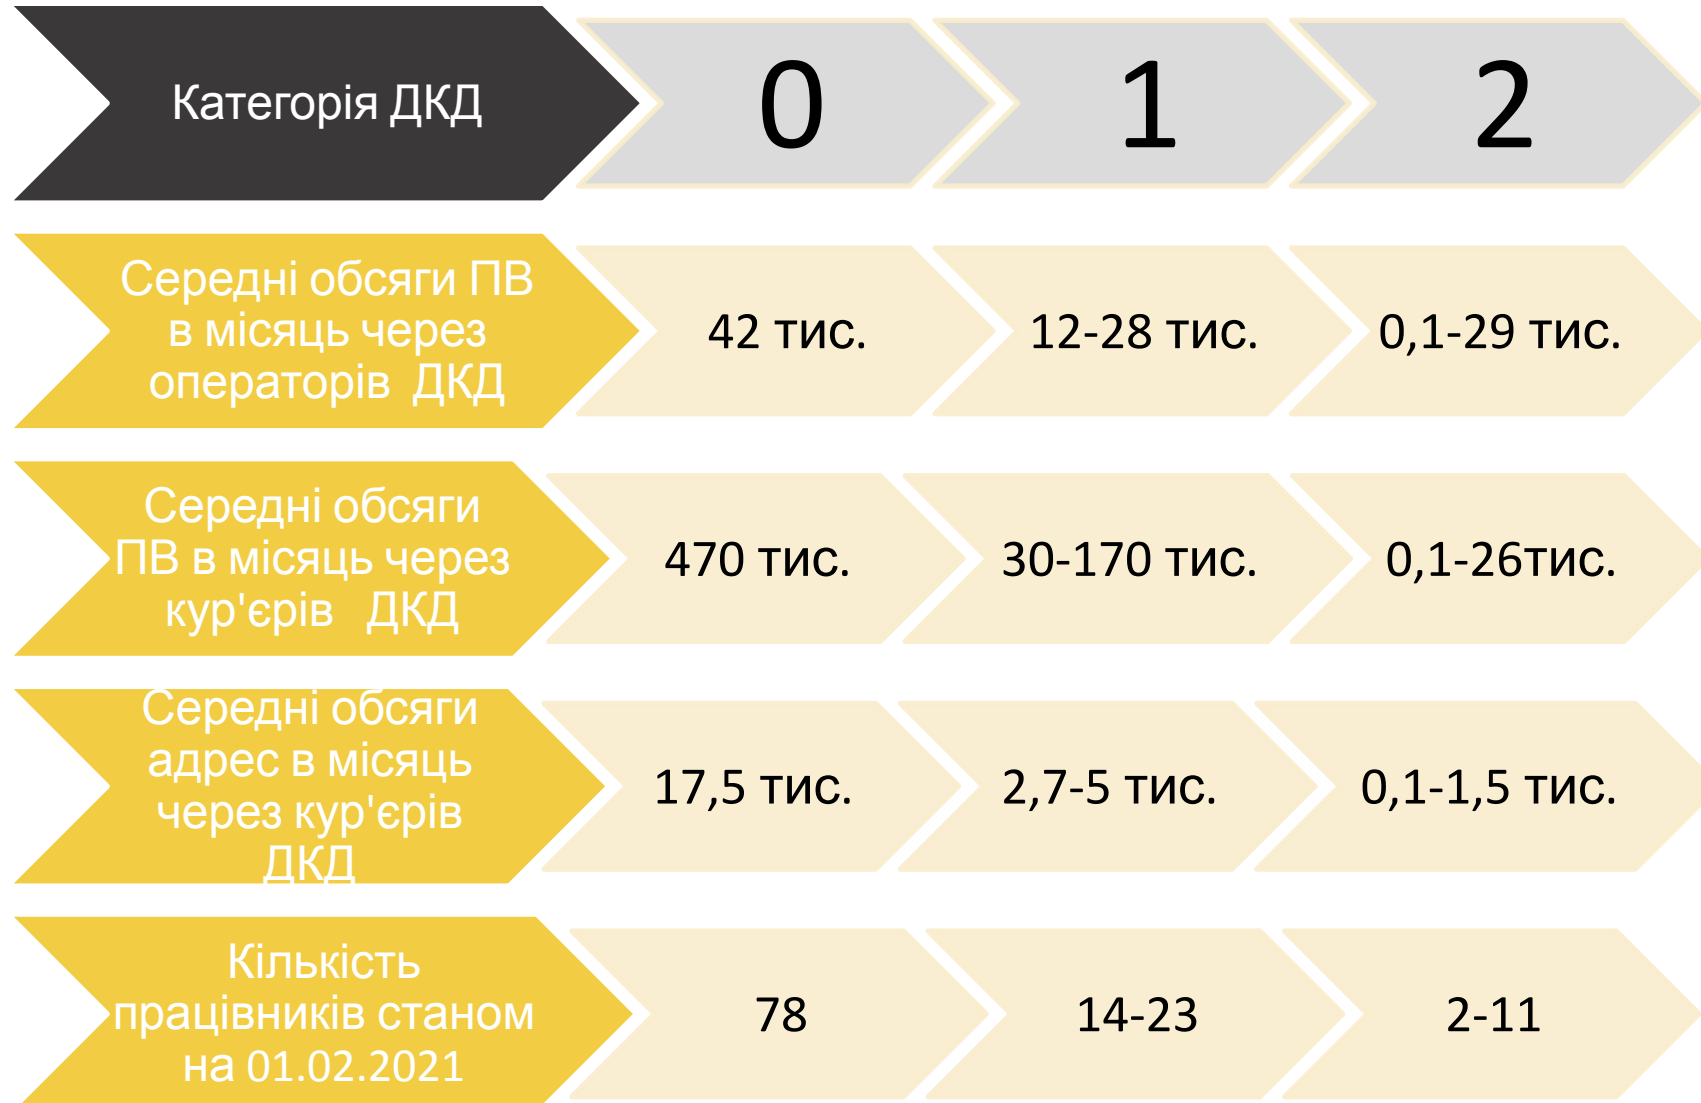 Категорія ДКД
0
1
2
Середні обсяги ПВ
в місяць через
операторів ДКД
42 тис.
12-28 тис.
0,1-29 тис.
Середні обсяги
ПВ в місяць через
кур'єрів ДКД
470 тис.
30-170 тис.
0,1-26тис.
Середні обсяги
адрес в місяць
через кур'єрів
ДКД
17,5 тис.
2,7-5 тис.
0,1-1,5 тис.
Кількість
працівників станом
на 01.02.2021
78
14-23
2-11